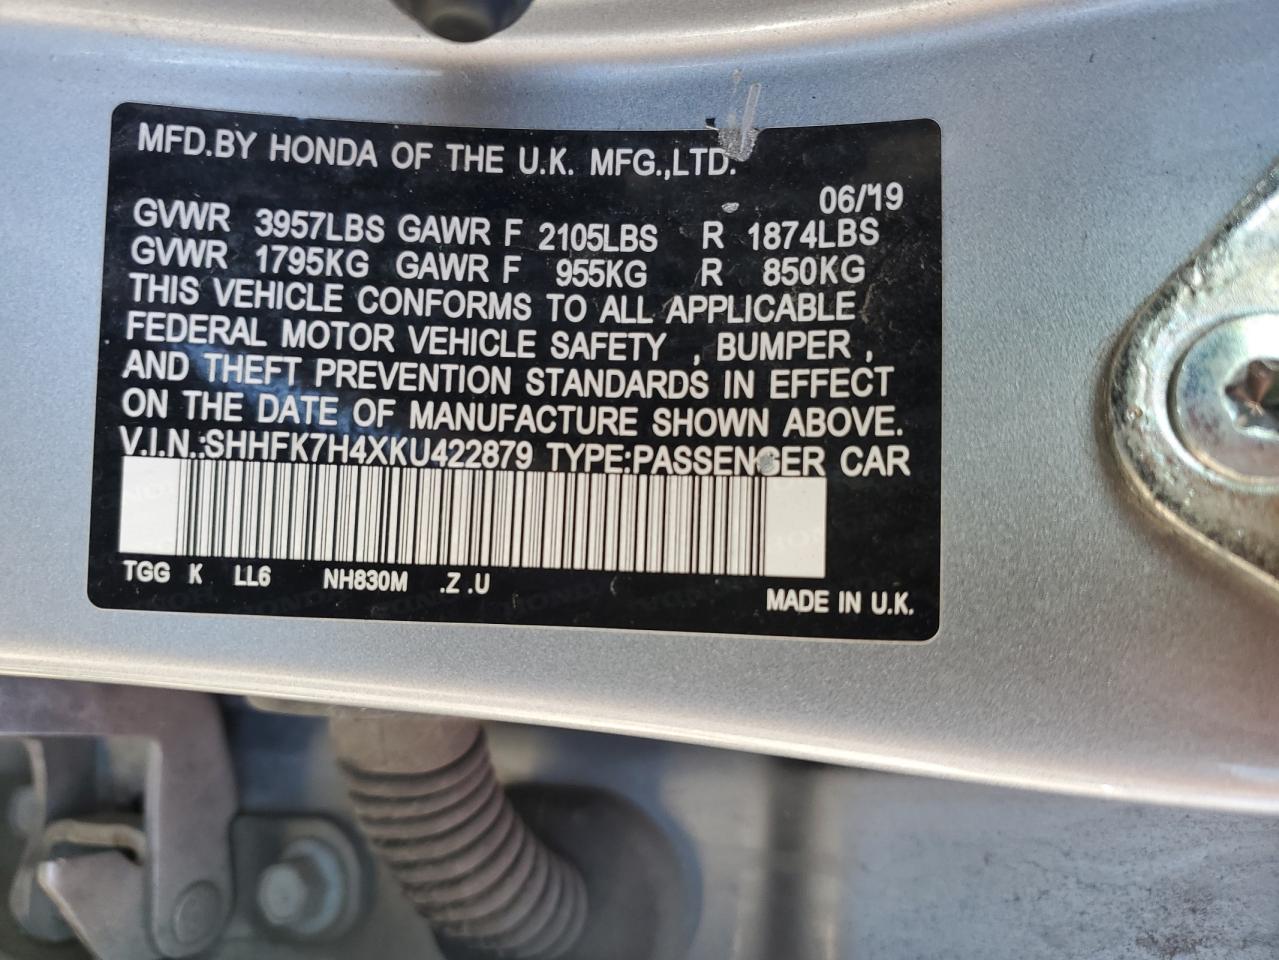 MFD.BY HONDA OF THE U.K. MFG.,LTD.
06/'19
GVWR 3957LBS GAWR F 2105LBS R 1874LBS
GVWR 1795KG GAWR F 955KG R 850KG
THIS VEHICLE CONFORMS TO ALL APPLICABLE
FEDERAL MOTOR VEHICLE SAFETY , BUMPER ,
AND THEFT PREVENTION STANDARDS IN EFFECT
ON THE DATE OF MANUFACTURE SHOWN ABOVE.
V.I.N.:SHHFK7H4XKU422879 TYPE:PASSENGER CAR
TGG K LL6 NH830M .Z .U
MADE IN U.K.